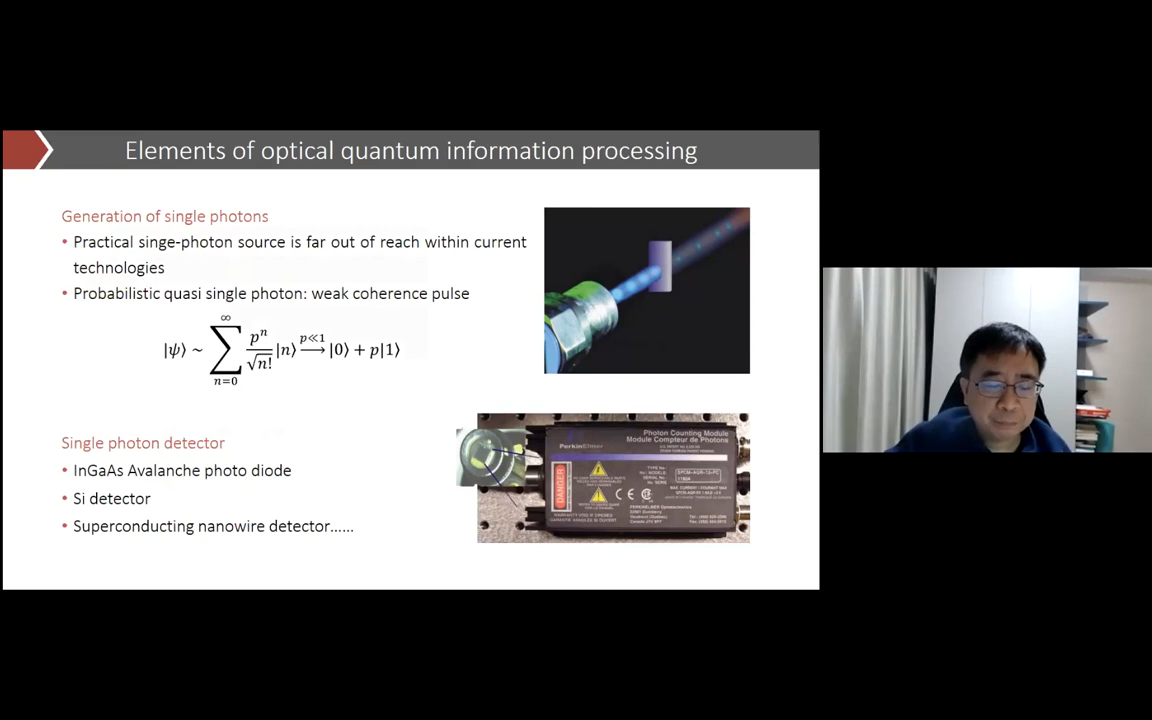 Elements of optical quantum information processing
Generation of single photons
• Practical singe-photon source is far out of reach within current
technologies
• Probabilistic quasi single photon: weak coherence pulse
|ψ⟩ ~ ∑_{n=0}^{∞} pⁿ/√n! |n⟩ →^{p≪1} |0⟩ + p|1⟩
Single photon detector
• InGaAs Avalanche photo diode
• Si detector
• Superconducting nanowire detector……
PerkinElmer
Photon Counting Module
Module Compteur de Photons
DANGER